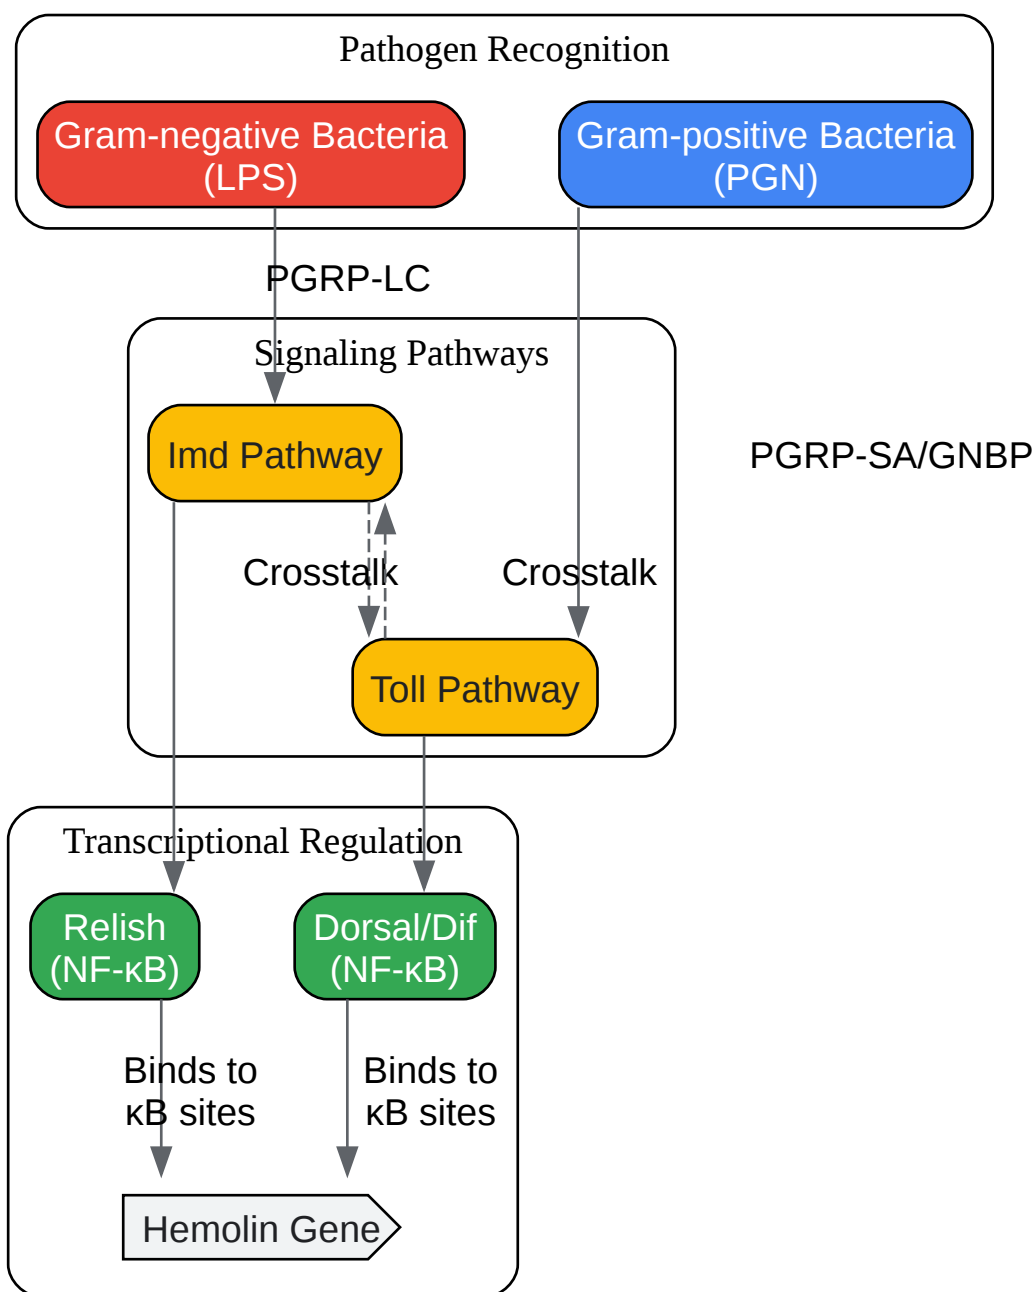 Pathogen Recognition
Gram-negative Bacteria
(LPS)
Gram-positive Bacteria
(PGN)
PGRP-LC
Signaling Pathways
Imd Pathway
PGRP-SA/GNBP
Crosstalk
Crosstalk
Toll Pathway
Transcriptional Regulation
Relish
(NF-κB)
Dorsal/Dif
(NF-κB)
Binds to
κB sites
Binds to
κB sites
Hemolin Gene